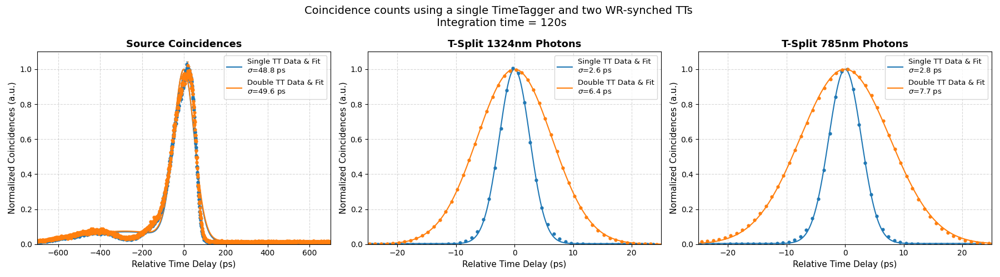 Coincidence counts using a single TimeTagger and two WR-synched TTs
Integration time = 120s
Source Coincidences
Normalized Coincidences (a.u.)
1.0
0.8
0.6
0.4
0.2
0.0
−600
−400
−200
0
200
400
600
Relative Time Delay (ps)
Single TT Data & Fit
σ=48.8 ps
Double TT Data & Fit
σ=49.6 ps
T-Split 1324nm Photons
Normalized Coincidences (a.u.)
1.0
0.8
0.6
0.4
0.2
0.0
−20
−10
0
10
20
Relative Time Delay (ps)
Single TT Data & Fit
σ=2.6 ps
Double TT Data & Fit
σ=6.4 ps
T-Split 785nm Photons
Normalized Coincidences (a.u.)
1.0
0.8
0.6
0.4
0.2
0.0
−20
−10
0
10
20
Relative Time Delay (ps)
Single TT Data & Fit
σ=2.8 ps
Double TT Data & Fit
σ=7.7 ps